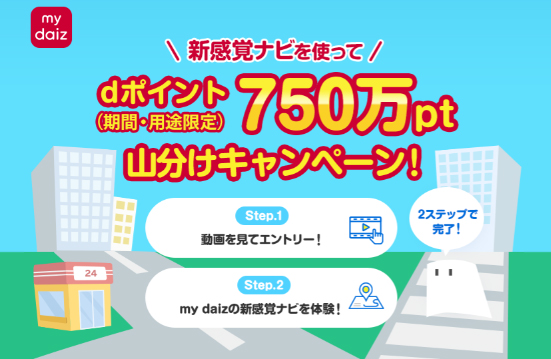 my
daiz
新感覚ナビを使って
dポイント
(期間・用途限定)
750万pt
山分けキャンペーン!
Step.1
動画を見てエントリー!
2ステップで
完了!
24
Step.2
my daizの新感覚ナビを体験!